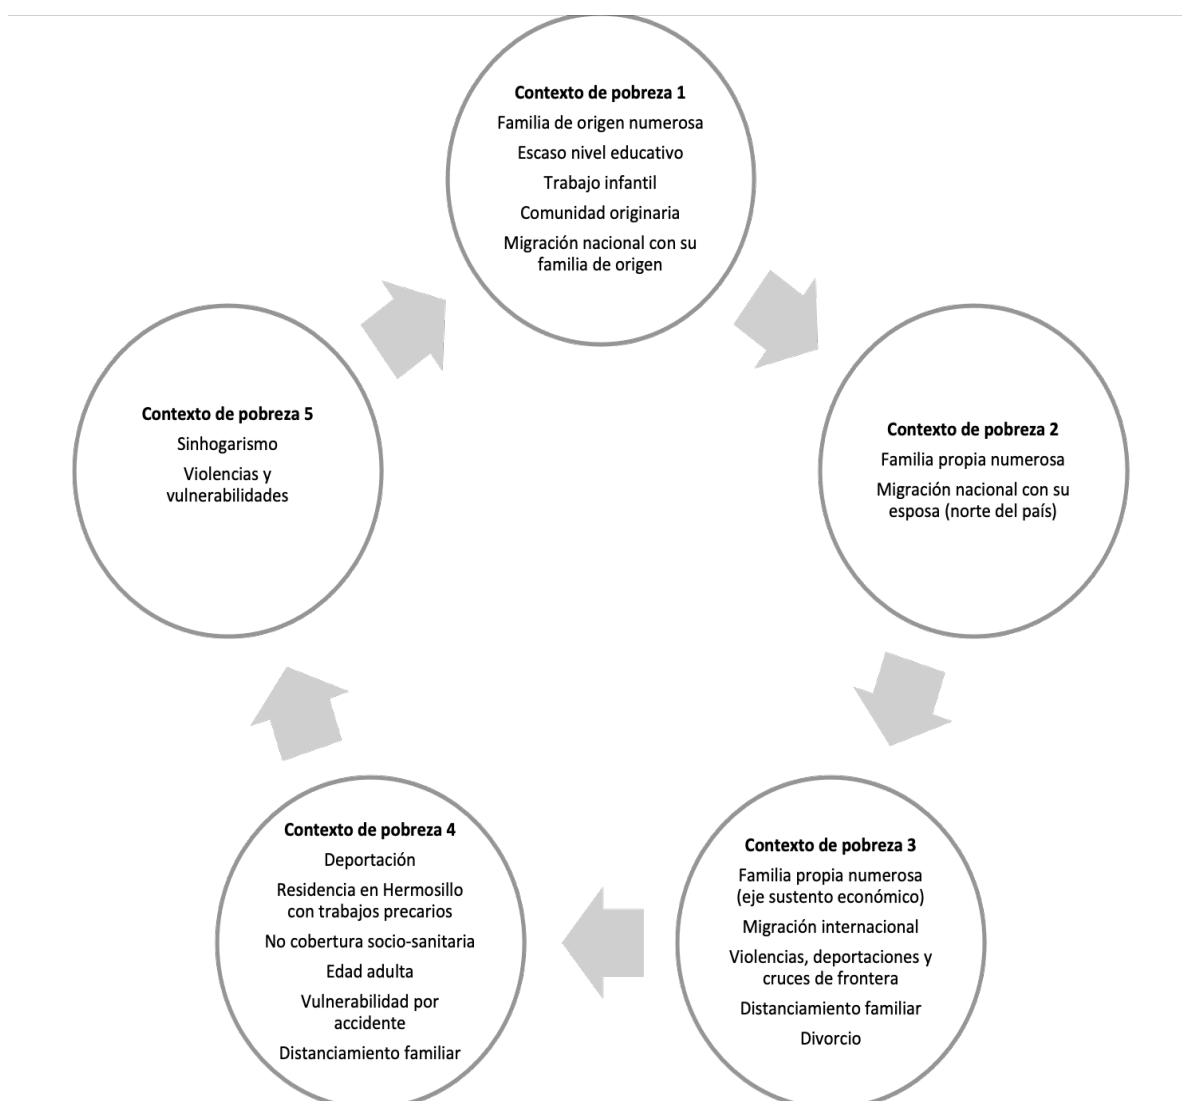 Contexto de pobreza 1
Familia de origen numerosa
Escaso nivel educativo
Trabajo infantil
Comunidad originaria
Migración nacional con su
familia de origen
Contexto de pobreza 2
Familia propia numerosa
Migración nacional con su
esposa (norte del país)
Contexto de pobreza 3
Familia propia numerosa
(eje sustento económico)
Migración internacional
Violencias, deportaciones y
cruces de frontera
Distanciamiento familiar
Divorcio
Contexto de pobreza 4
Deportación
Residencia en Hermosillo
con trabajos precarios
No cobertura socio-sanitaria
Edad adulta
Vulnerabilidad por
accidente
Distanciamiento familiar
Contexto de pobreza 5
Sinhogarismo
Violencias y
vulnerabilidades